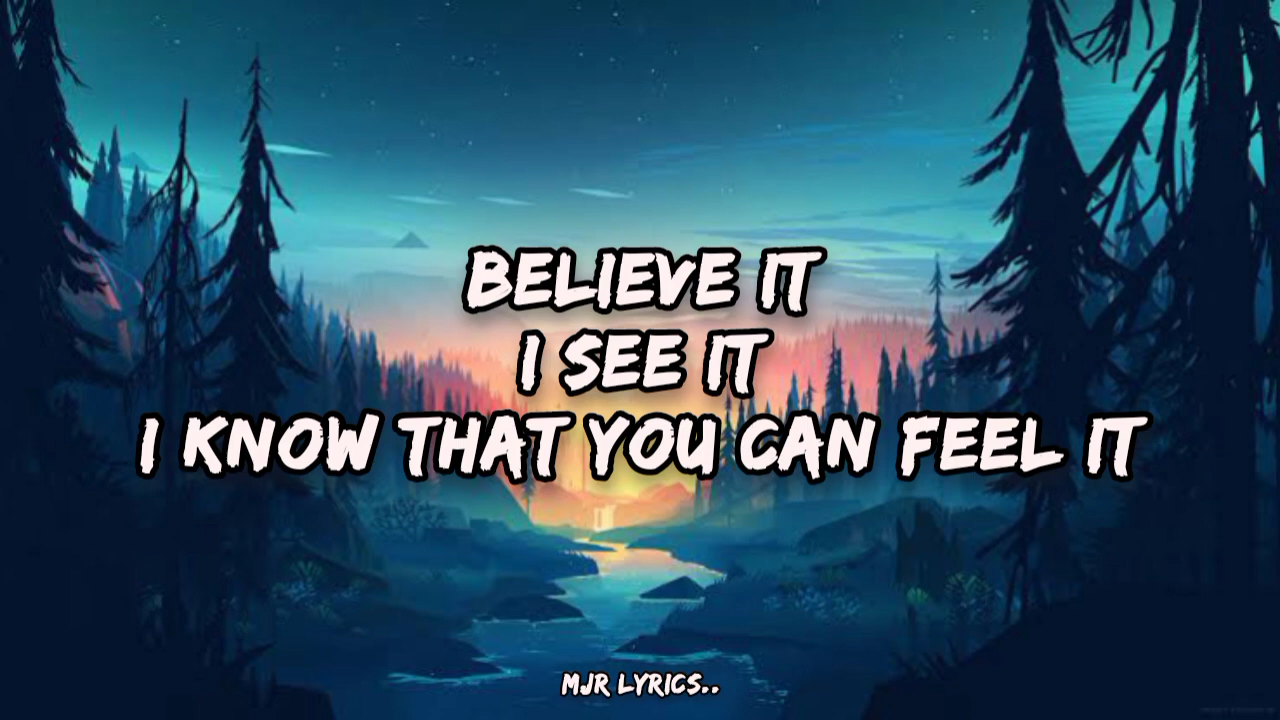 BELIEVE IT
I SEE IT
I KNOW THAT YOU CAN FEEL IT
MJR LYRICS..